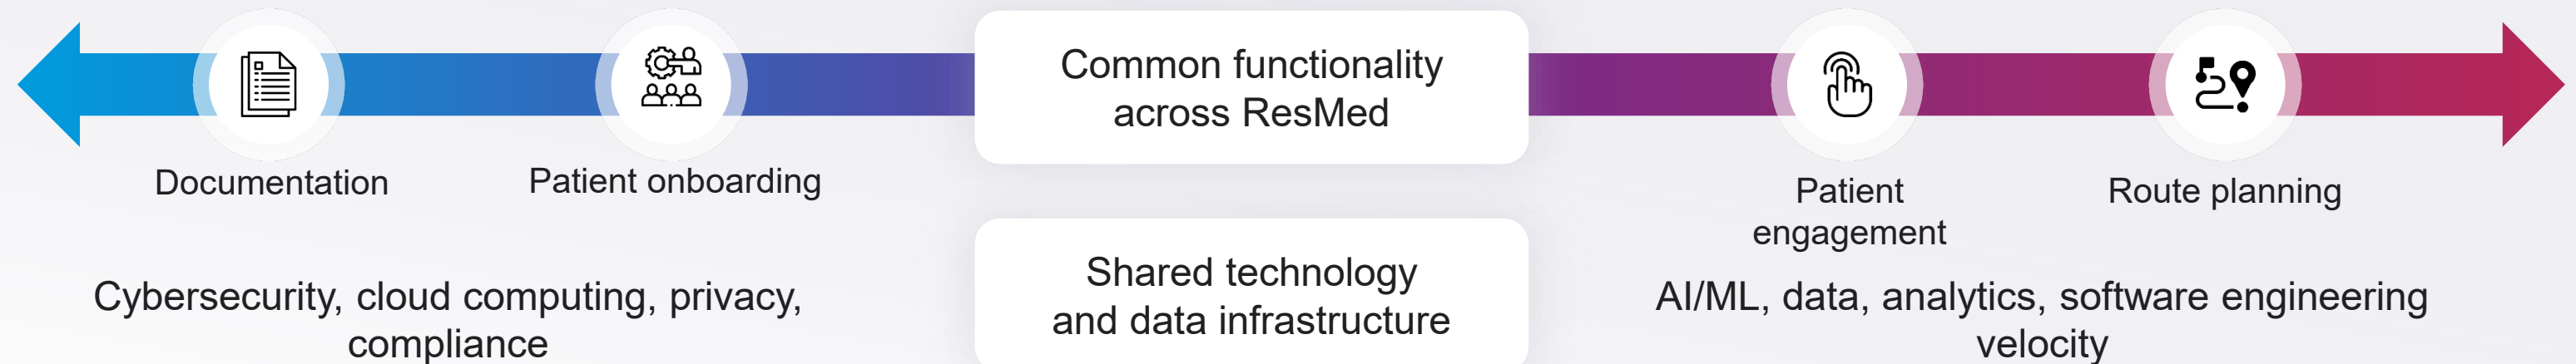 Common functionality
across ResMed
Documentation
Patient onboarding
Patient
engagement
Route planning
Shared technology
and data infrastructure
Cybersecurity, cloud computing, privacy,
compliance
AI/ML, data, analytics, software engineering
velocity